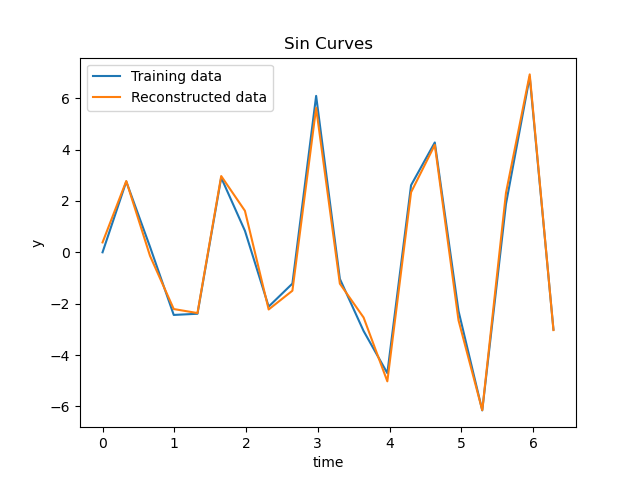 Sin Curves
Training data
Reconstructed data
6
4
2
0
−2
−4
−6
y
0 1 2 3 4 5 6
time